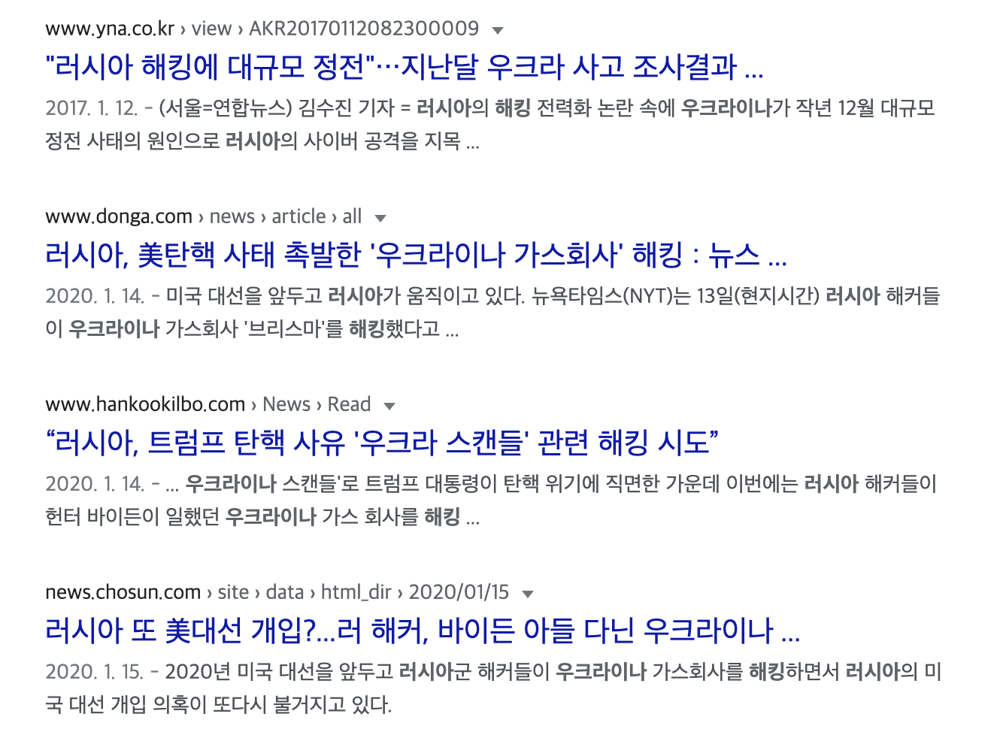 www.yna.co.kr › view › AKR20170112082300009
"러시아 해킹에 대규모 정전"…지난달 우크라 사고 조사결과 ...
2017. 1. 12. - (서울=연합뉴스) 김수진 기자 = 러시아의 해킹 전력화 논란 속에 우크라이나가 작년 12월 대규모
정전 사태의 원인으로 러시아의 사이버 공격을 지목 ...
www.donga.com › news › article › all
러시아, 美탄핵 사태 촉발한 '우크라이나 가스회사' 해킹 : 뉴스 ...
2020. 1. 14. - 미국 대선을 앞두고 러시아가 움직이고 있다. 뉴욕타임스(NYT)는 13일(현지시간) 러시아 해커들
이 우크라이나 가스회사 '브리스마'를 해킹했다고 ...
www.hankookilbo.com › News › Read
“러시아, 트럼프 탄핵 사유 '우크라 스캔들' 관련 해킹 시도”
2020. 1. 14. - ... 우크라이나 스캔들'로 트럼프 대통령이 탄핵 위기에 직면한 가운데 이번에는 러시아 해커들이
헌터 바이든이 일했던 우크라이나 가스 회사를 해킹 ...
news.chosun.com › site › data › html_dir › 2020/01/15
러시아 또 美대선 개입?...러 해커, 바이든 아들 다닌 우크라이나 ...
2020. 1. 15. - 2020년 미국 대선을 앞두고 러시아군 해커들이 우크라이나 가스회사를 해킹하면서 러시아의 미
국 대선 개입 의혹이 또다시 불거지고 있다.